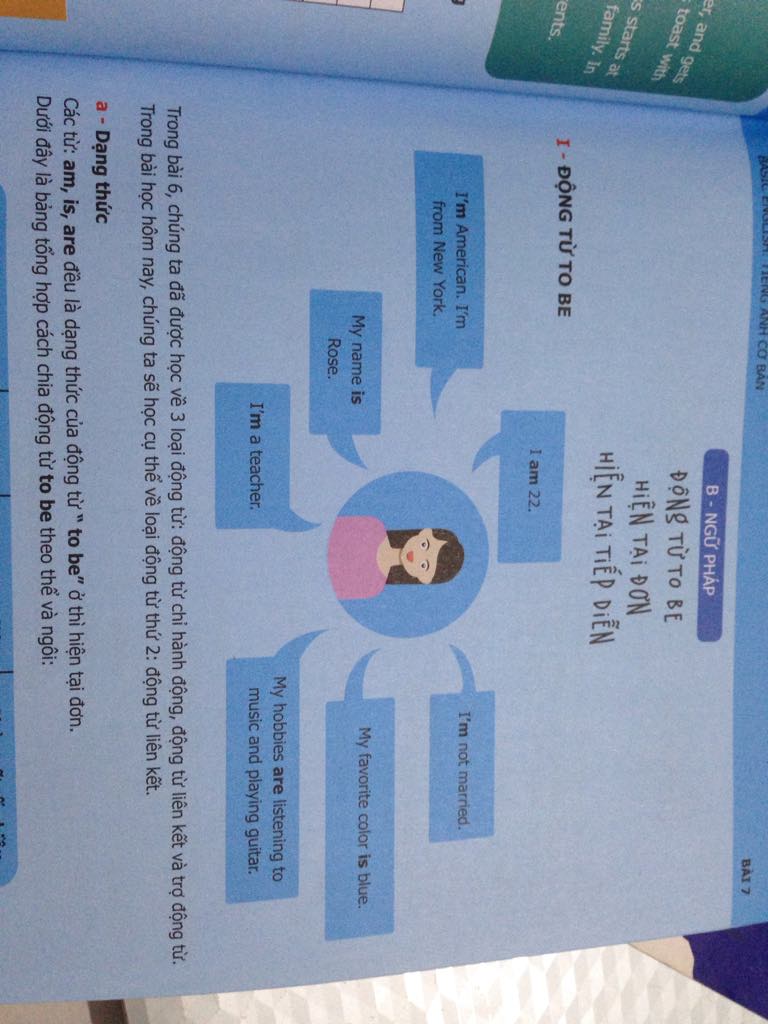 BASIC ENGLISH: TIẾNG ANH CƠ BẢN
BÀI 7
er, and gets
toast with
ss starts at
family. In
ents.
B - NGỮ PHÁP
ĐỘNG TỪ TO BE
HIỆN TẠI ĐƠN
HIỆN TẠI TIẾP DIỄN
I - ĐỘNG TỪ TO BE
I am 22.
I'm American. I'm
from New York.
I'm not married.
My name is
Rose.
My favorite color is blue.
I'm a teacher.
My hobbies are listening to
music and playing guitar.
Trong bài 6, chúng ta đã được học về 3 loại động từ: động từ chỉ hành động, động từ liên kết và trợ động từ.
Trong bài học hôm nay, chúng ta sẽ học cụ thể về loại động từ thứ 2: động từ liên kết.
a - Dạng thức
Các từ: am, is, are đều là dạng thức của động từ " to be" ở thì hiện tại đơn.
Dưới đây là bảng tổng hợp cách chia động từ to be theo thể và ngôi: